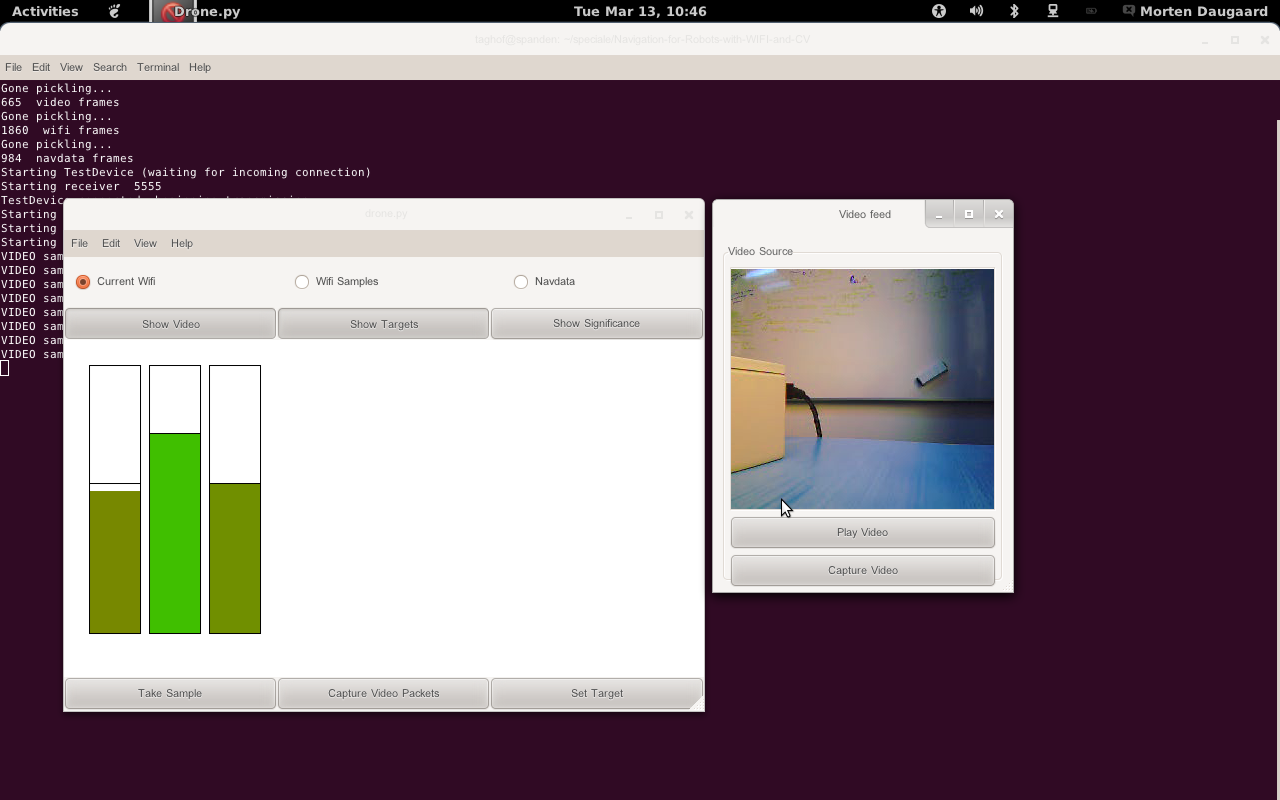 Activities
Drone.py
Tue Mar 13, 10:46
Morten Daugaard
taghof@spanden: ~/speciale/Navigation-for-Robots-with-WIFI-and-CV
File Edit View Search Terminal Help
Gone pickling...
665 video frames
Gone pickling...
1860 wifi frames
Gone pickling...
984 navdata frames
Starting TestDevice (waiting for incoming connection)
Starting receiver 5555
TestDevic
Starting
Starting
Starting
VIDEO sam
VIDEO sam
VIDEO sam
VIDEO sam
VIDEO sam
VIDEO sam
VIDEO sam
VIDEO sam
drone.py
File Edit View Help
Current Wifi
Wifi Samples
Navdata
Show Video
Show Targets
Show Significance
Take Sample
Capture Video Packets
Set Target
Video feed
Video Source
Play Video
Capture Video